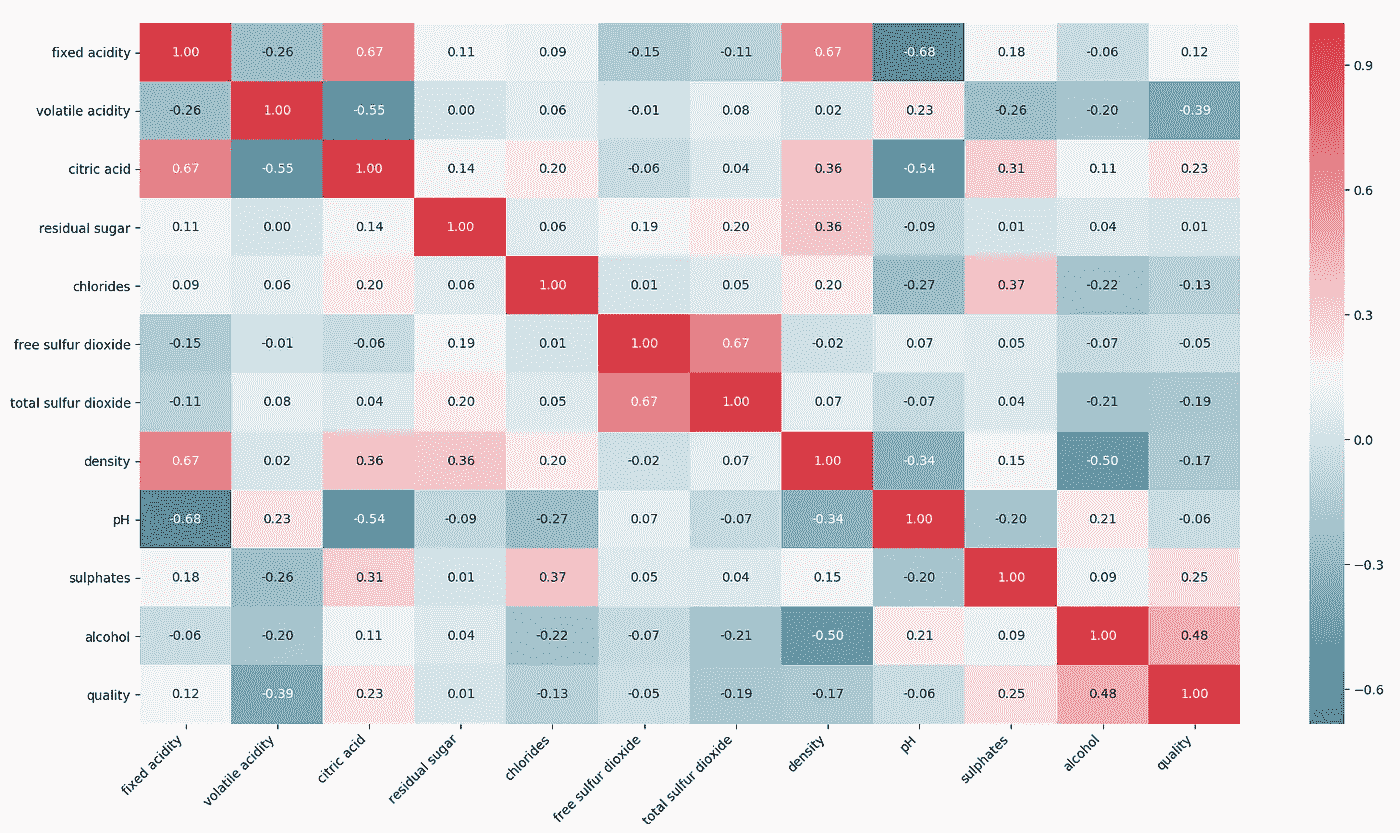 fixed acidity 1.00 -0.26 0.67 0.11 0.09 -0.15 -0.11 0.67 -0.68 0.18 -0.06 0.12
volatile acidity -0.26 1.00 -0.55 0.00 0.06 -0.01 0.08 0.02 0.23 -0.26 -0.20 -0.39
citric acid 0.67 -0.55 1.00 0.14 0.20 -0.06 0.04 0.36 -0.54 0.31 0.11 0.23
residual sugar 0.11 0.00 0.14 1.00 0.06 0.19 0.20 0.36 -0.09 0.01 0.04 0.01
chlorides 0.09 0.06 0.20 0.06 1.00 0.01 0.05 0.20 -0.27 0.37 -0.22 -0.13
free sulfur dioxide -0.15 -0.01 -0.06 0.19 0.01 1.00 0.67 -0.02 0.07 0.05 -0.07 -0.05
total sulfur dioxide -0.11 0.08 0.04 0.20 0.05 0.67 1.00 0.07 -0.07 0.04 -0.21 -0.19
density 0.67 0.02 0.36 0.36 0.20 -0.02 0.07 1.00 -0.34 0.15 -0.50 -0.17
pH -0.68 0.23 -0.54 -0.09 -0.27 0.07 -0.07 -0.34 1.00 -0.20 0.21 -0.06
sulphates 0.18 -0.26 0.31 0.01 0.37 0.05 0.04 0.15 -0.20 1.00 0.09 0.25
alcohol -0.06 -0.20 0.11 0.04 -0.22 -0.07 -0.21 -0.50 0.21 0.09 1.00 0.48
quality 0.12 -0.39 0.23 0.01 -0.13 -0.05 -0.19 -0.17 -0.06 0.25 0.48 1.00
fixed acidity
volatile acidity
citric acid
residual sugar
chlorides
free sulfur dioxide
total sulfur dioxide
density
pH
sulphates
alcohol
quality
0.9
0.6
0.3
0.0
−0.3
−0.6